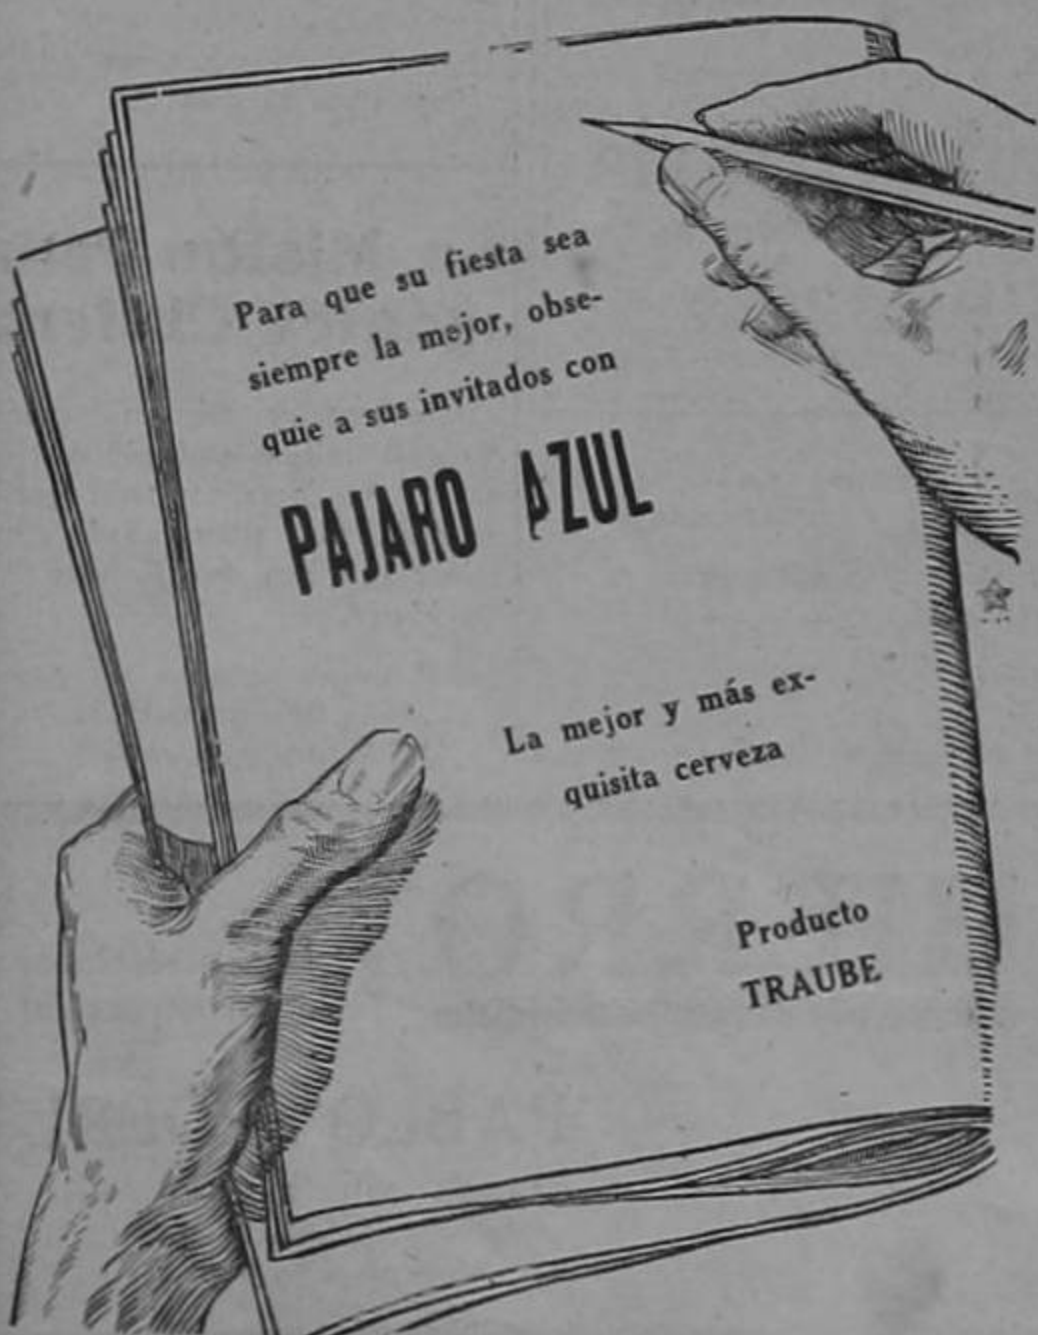 Para que su fiesta sea
siempre la mejor, obse-
quie a sus invitados con
PAJARO AZUL
La mejor y más ex-
quisita cerveza
Producto
TRAUBE